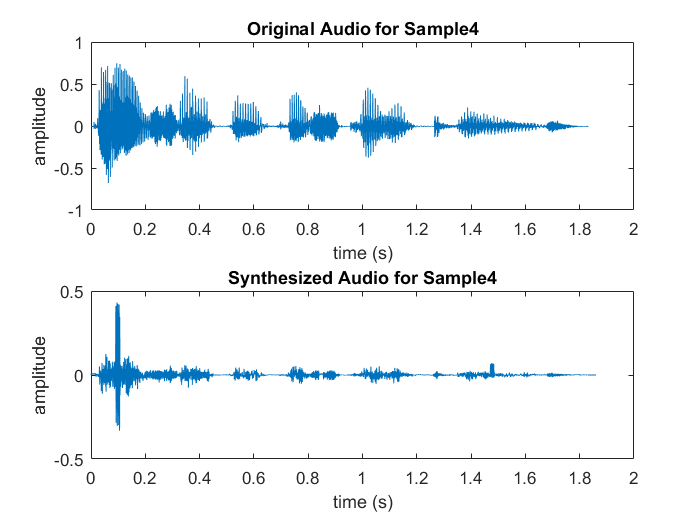 Original Audio for Sample4
1
0.5
0
-0.5
-1
amplitude
0 0.2 0.4 0.6 0.8 1 1.2 1.4 1.6 1.8 2
time (s)
Synthesized Audio for Sample4
0.5
0
-0.5
amplitude
0 0.2 0.4 0.6 0.8 1 1.2 1.4 1.6 1.8 2
time (s)